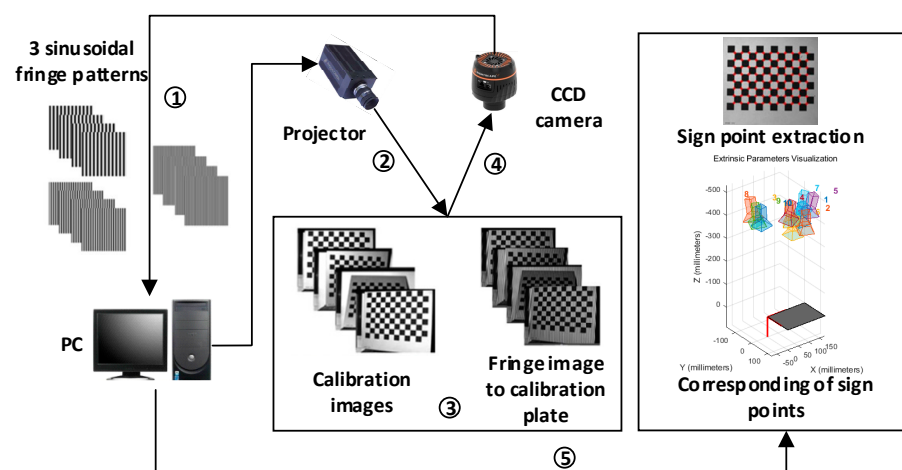 3 sinusoidal
fringe patterns
①
Projector
②
CCD
camera
④
PC
Calibration
images
③
Fringe image
to calibration
plate
⑤
Sign point extraction
Extrinsic Parameters Visualization
-500
-400
-300
-200
-100
0
Z (millimeters)
8
3
9
10
4
7
5
1
2
-100
0
100
Y (millimeters)
-50
0
50
100
150
X (millimeters)
Corresponding of sign
points